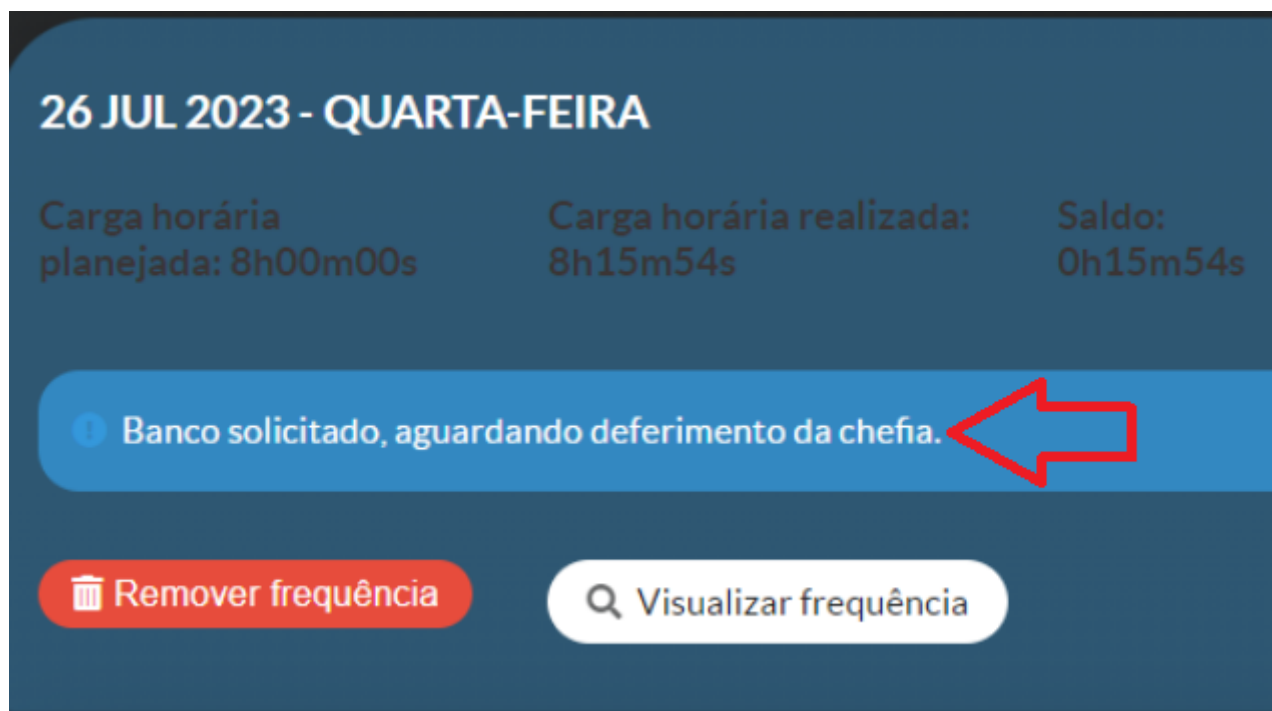 26 JUL 2023 - QUARTA-FEIRA
Carga horária
planejada: 8h00m00s
Carga horária realizada:
8h15m54s
Saldo:
0h15m54s
Banco solicitado, aguardando deferimento da chefia.
Remover frequência
Visualizar frequência